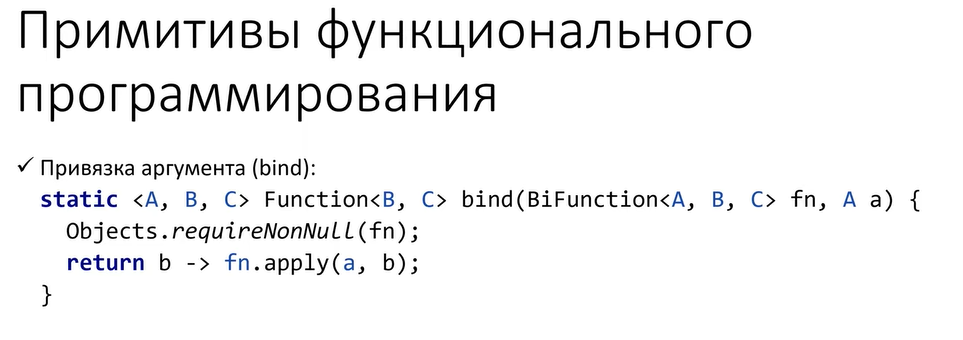 Примитивы функционального
программирования
✓ Привязка аргумента (bind):
static <A, B, C> Function<B, C> bind(BiFunction<A, B, C> fn, A a) {
  Objects.requireNonNull(fn);
  return b -> fn.apply(a, b);
}